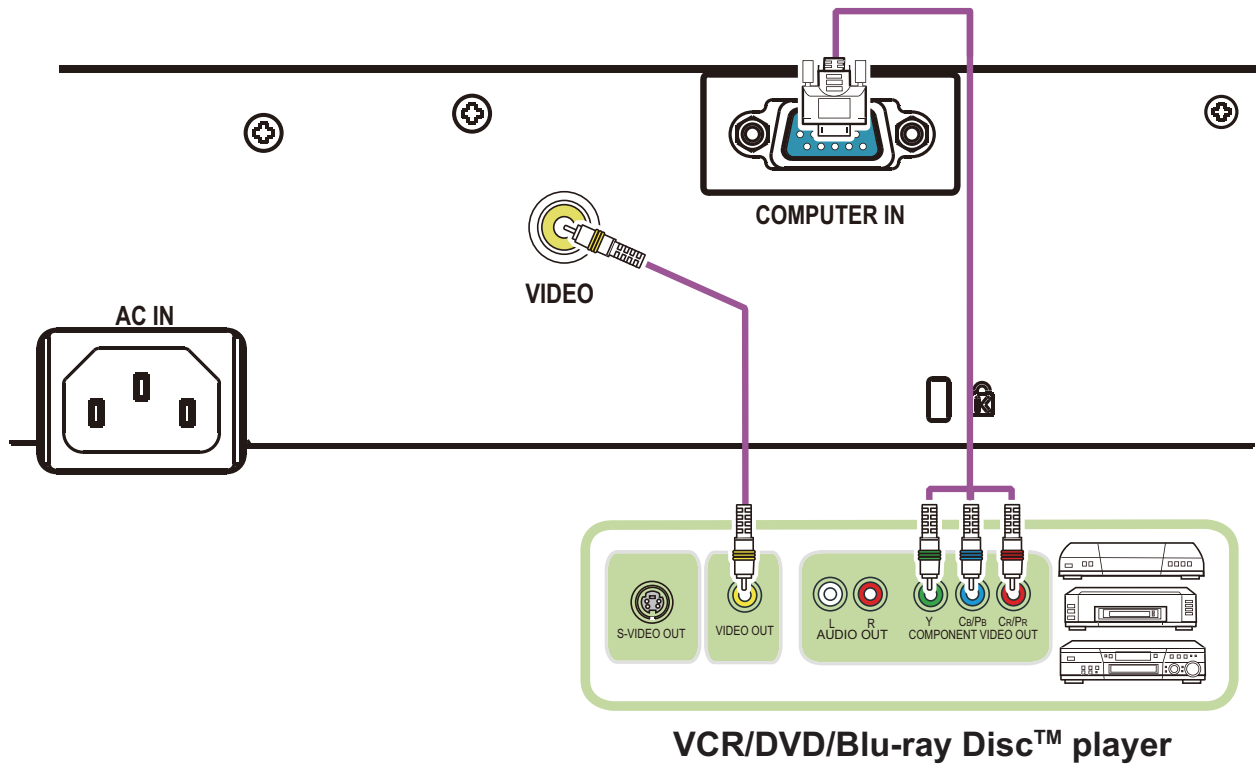 COMPUTER IN
VIDEO
AC IN
K
S-VIDEO OUT
VIDEO OUT
L R
AUDIO OUT
Y CB/PB CR/PR
COMPONENT VIDEO OUT
VCR/DVD/Blu-ray Disc™ player